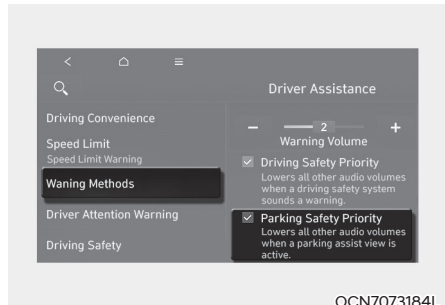 Driver Assistance
Driving Convenience
Speed Limit
Speed Limit Warning
Waning Methods
Driver Attention Warning
Driving Safety
2
Warning Volume
Driving Safety Priority
Lowers all other audio volumes
when a driving safety system
sounds a warning.
Parking Safety Priority
Lowers all other audio volumes
when a parking assist view is
active.
OCN7073184L